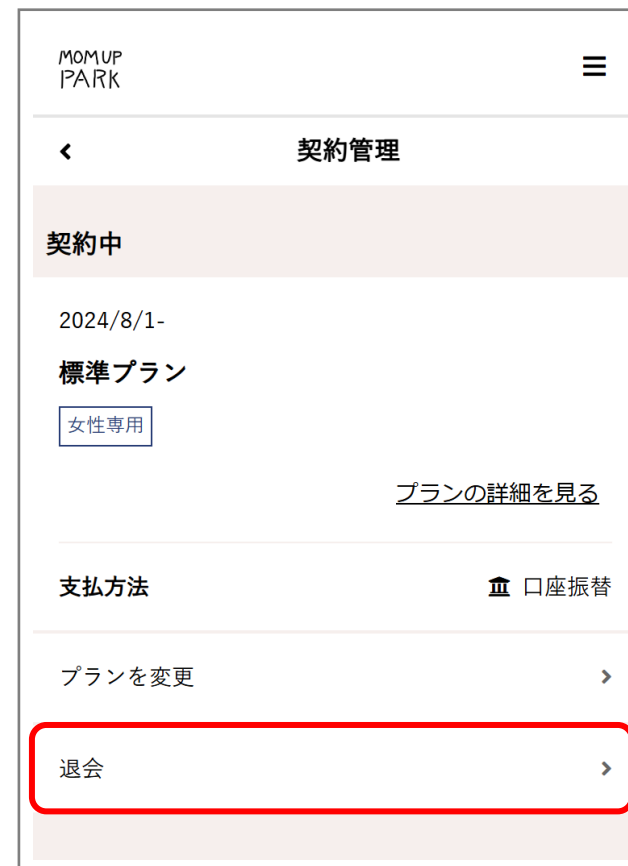 MOM UP
PARK
契約管理
契約中
2024/8/1-
標準プラン
女性専用
プランの詳細を見る
支払方法 口座振替
プランを変更
退会